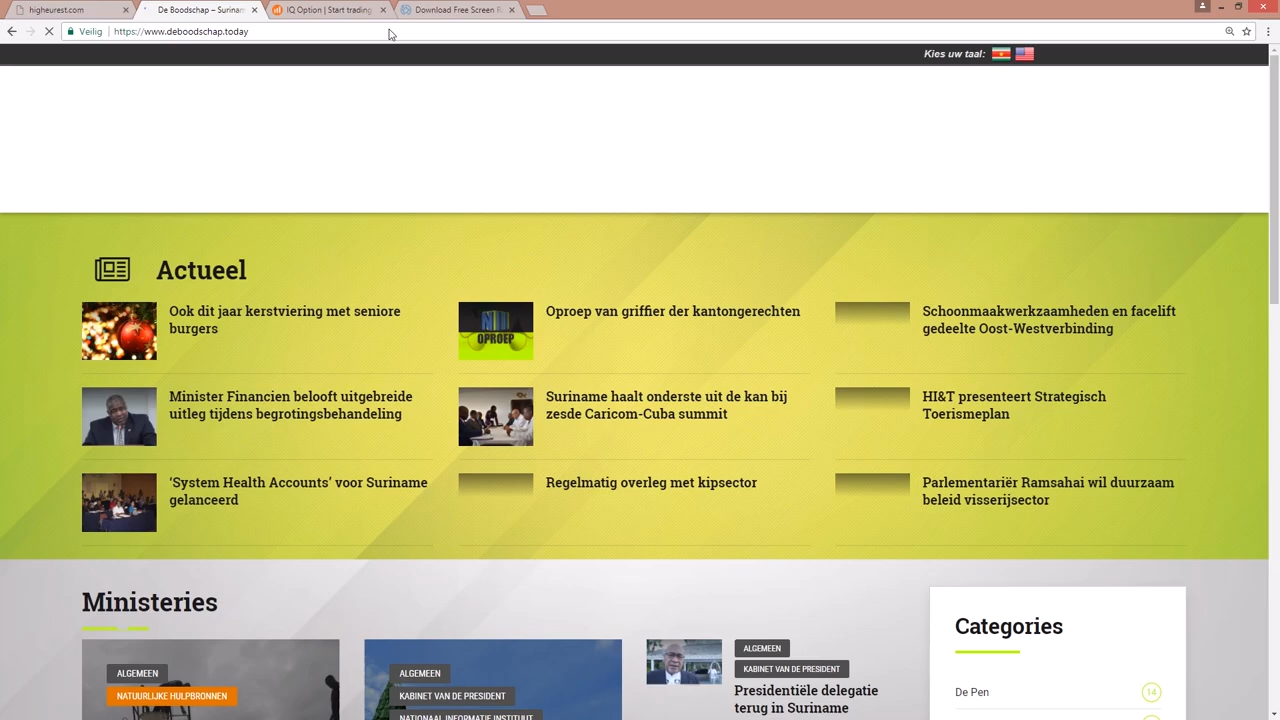 higheurest.com
De Boodschap – Surinam
IQ Option | Start trading
Download Free Screen R
Veilig
https://www.deboodschap.today
Kies uw taal:
Actueel
Ook dit jaar kerstviering met seniore
burgers
Oproep van griffier der kantongerechten
OPROEP
Schoonmaakwerkzaamheden en facelift
gedeelte Oost-Westverbinding
Minister Financien belooft uitgebreide
uitleg tijdens begrotingsbehandeling
Suriname haalt onderste uit de kan bij
zesde Caricom-Cuba summit
HI&T presenteert Strategisch
Toerismeplan
‘System Health Accounts’ voor Suriname
gelanceerd
Regelmatig overleg met kipsector
Parlementariër Ramsahai wil duurzaam
beleid visserijsector
Ministeries
ALGEMEEN
NATUURLIJKE HULPBRONNEN
ALGEMEEN
KABINET VAN DE PRESIDENT
NATIONAAL INFORMATIE INSTITUUT
ALGEMEEN
KABINET VAN DE PRESIDENT
Presidentiële delegatie
terug in Suriname
Categories
De Pen
14